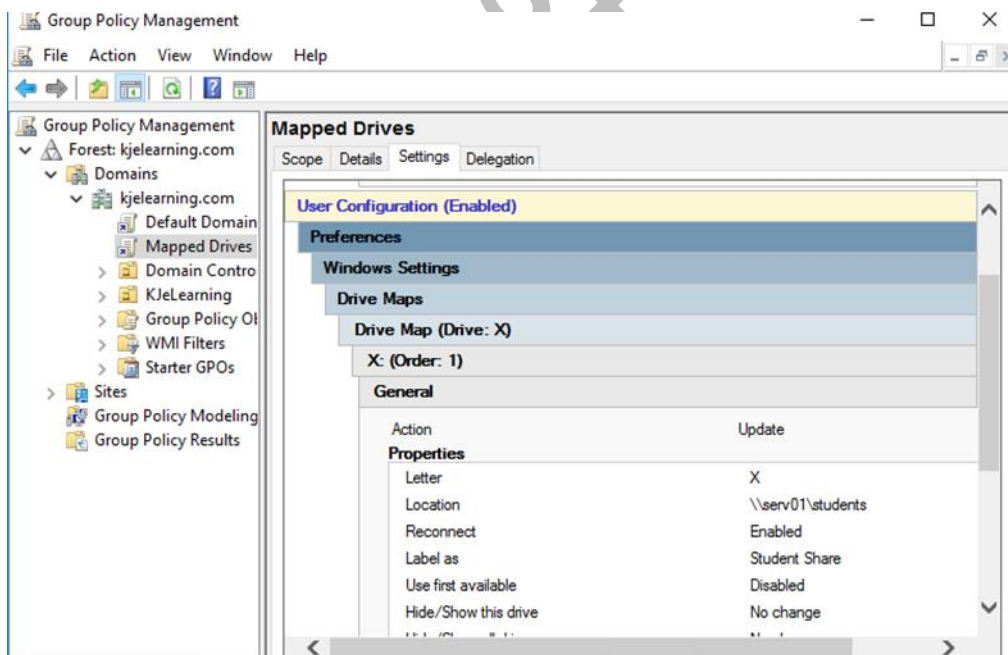 Group Policy Management
File Action View Window Help
Group Policy Management
Forest: kjelearning.com
Domains
kjelearning.com
Default Domain
Mapped Drives
Domain Contro
KJeLearning
Group Policy Ob
WMI Filters
Starter GPOs
Sites
Group Policy Modeling
Group Policy Results
Mapped Drives
Scope Details Settings Delegation
User Configuration (Enabled)
Preferences
Windows Settings
Drive Maps
Drive Map (Drive: X)
X: (Order: 1)
General
Action Update
Properties
Letter X
Location \\serv01\students
Reconnect Enabled
Label as Student Share
Use first available Disabled
Hide/Show this drive No change